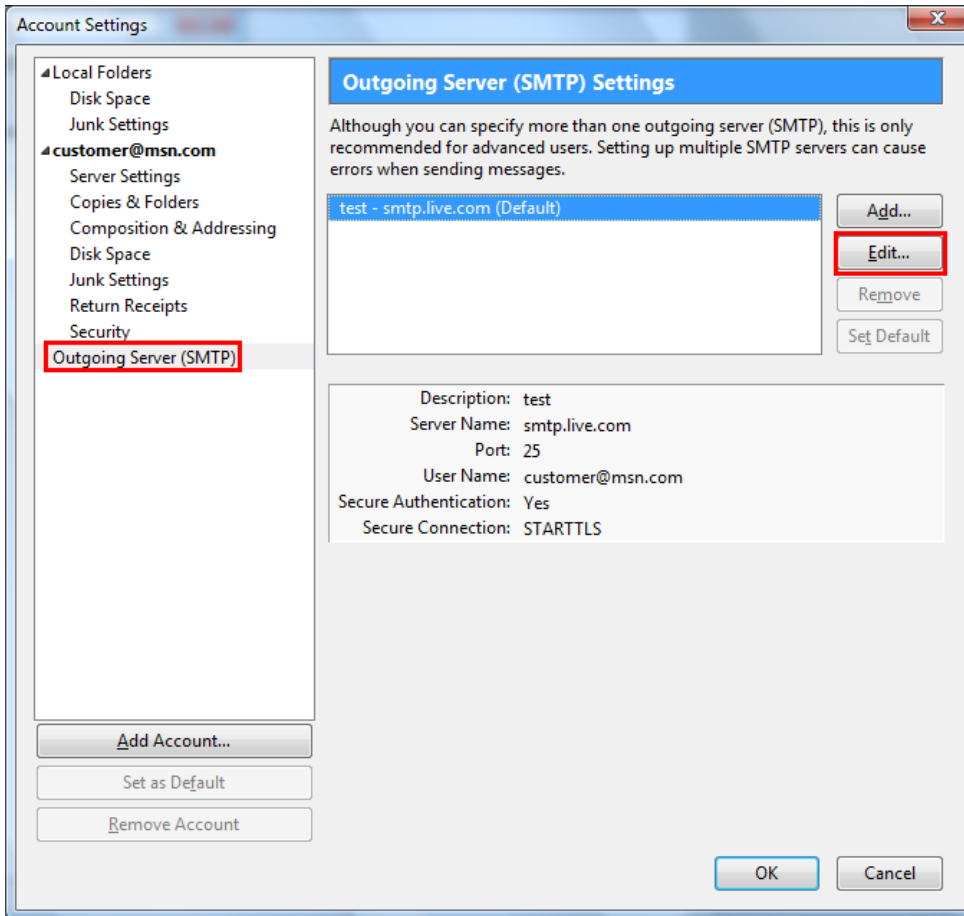 Account Settings
Local Folders
Disk Space
Junk Settings
customer@msn.com
Server Settings
Copies & Folders
Composition & Addressing
Disk Space
Junk Settings
Return Receipts
Security
Outgoing Server (SMTP)
Add Account...
Set as Default
Remove Account
Outgoing Server (SMTP) Settings
Although you can specify more than one outgoing server (SMTP), this is only
recommended for advanced users. Setting up multiple SMTP servers can cause
errors when sending messages.
test - smtp.live.com (Default)
Add...
Edit...
Remove
Set Default
Description: test
Server Name: smtp.live.com
Port: 25
User Name: customer@msn.com
Secure Authentication: Yes
Secure Connection: STARTTLS
OK
Cancel